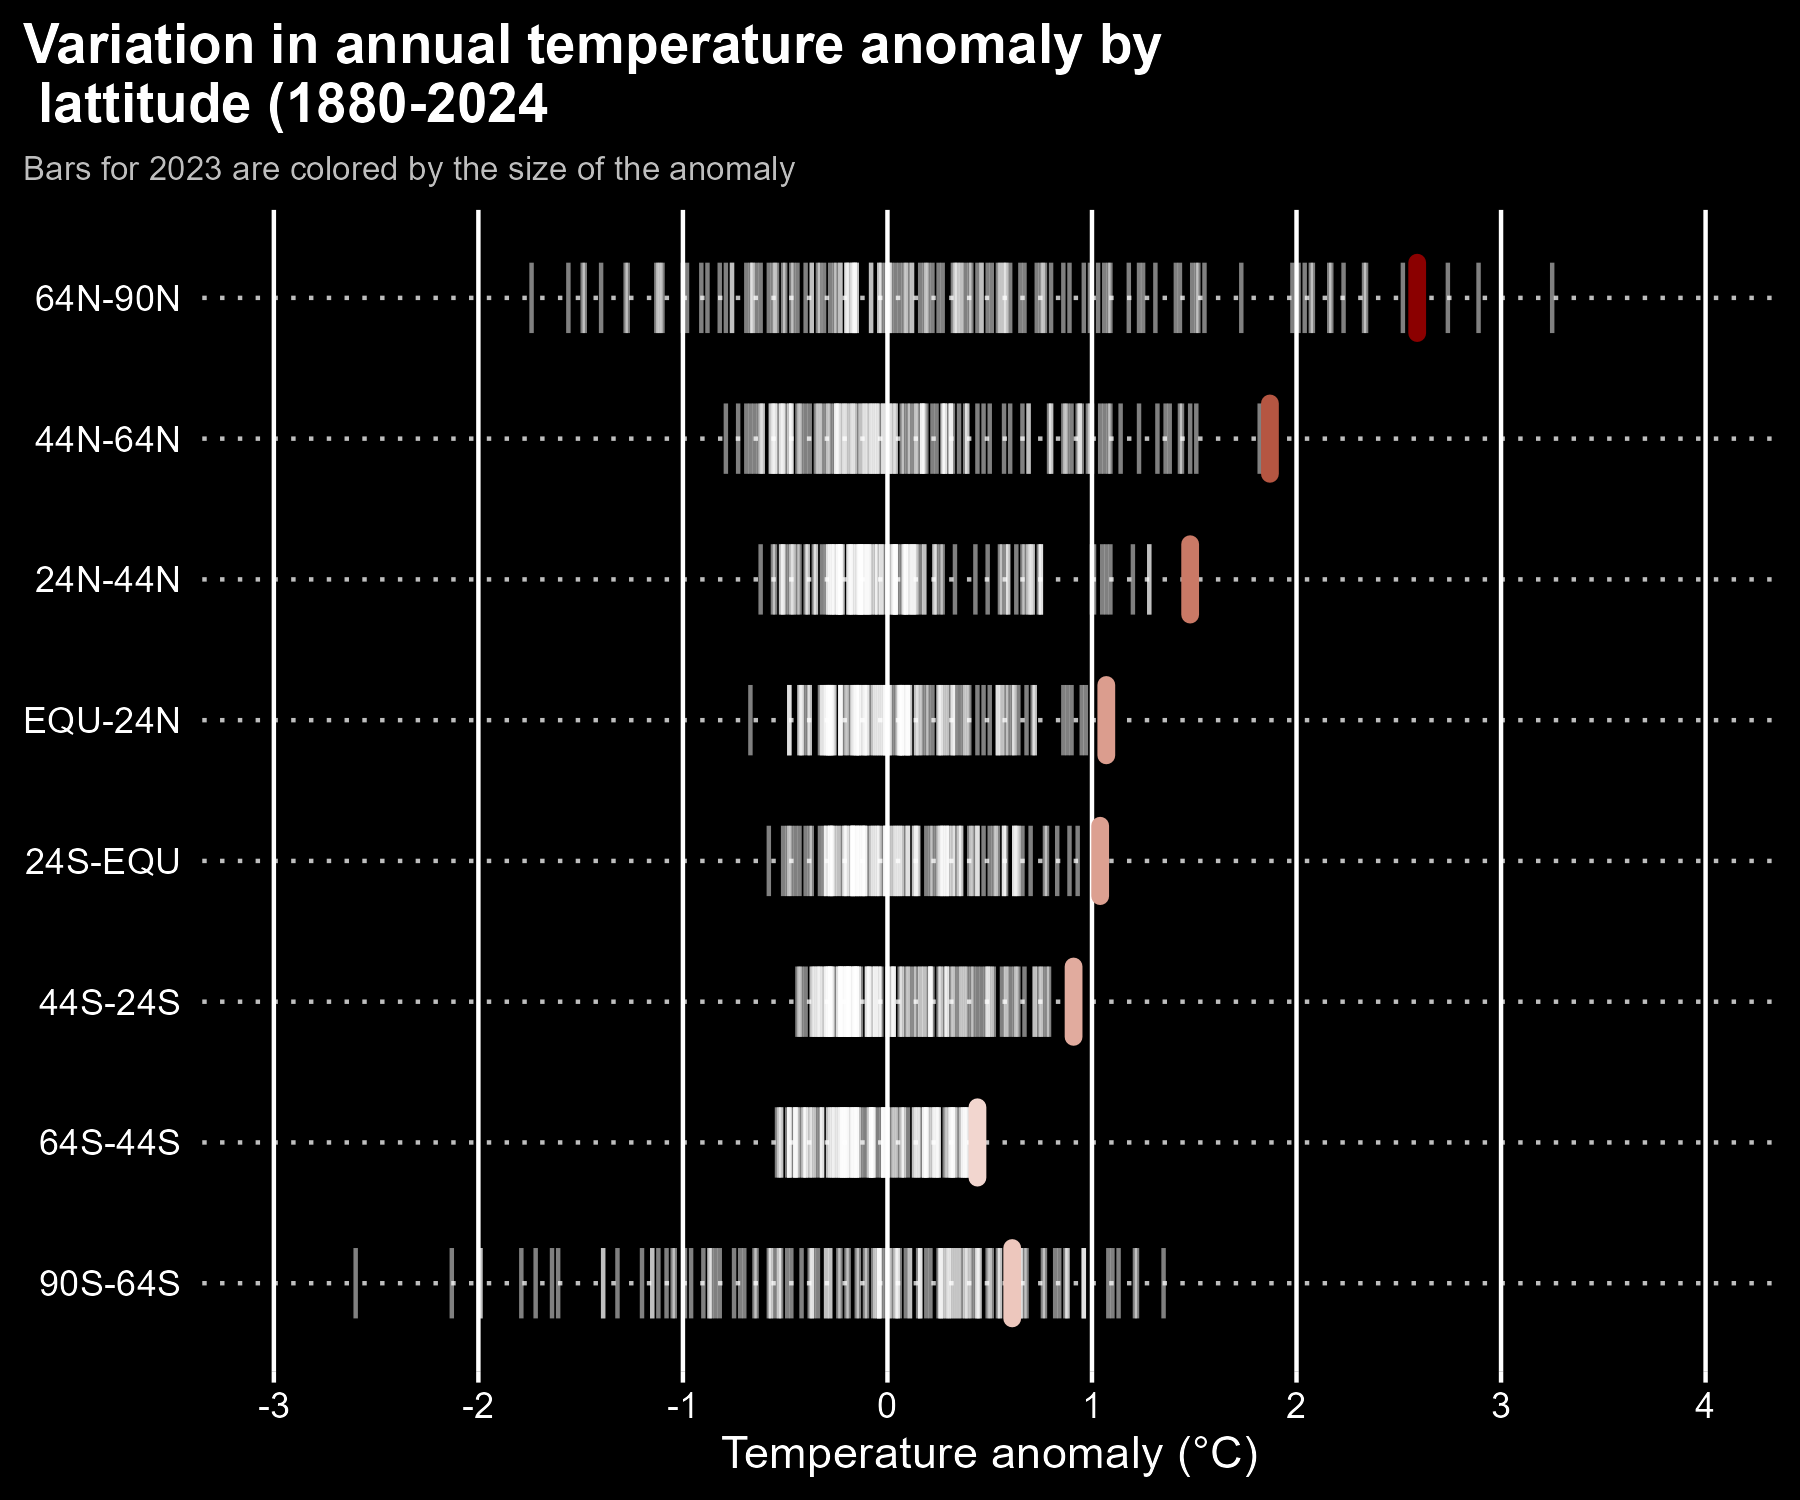 Variation in annual temperature anomaly by
lattitude (1880-2024
Bars for 2023 are colored by the size of the anomaly
64N-90N
44N-64N
24N-44N
EQU-24N
24S-EQU
44S-24S
64S-44S
90S-64S
-3 -2 -1 0 1 2 3 4
Temperature anomaly (°C)